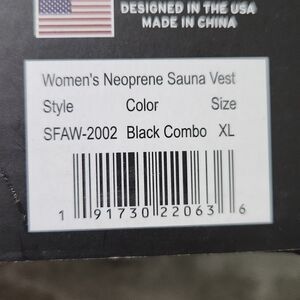 DESIGNED IN THE USA
MADE IN CHINA
Women's Neoprene Sauna Vest
Style Color Size
SFAW-2002 Black Combo XL
1 91730 22063 6